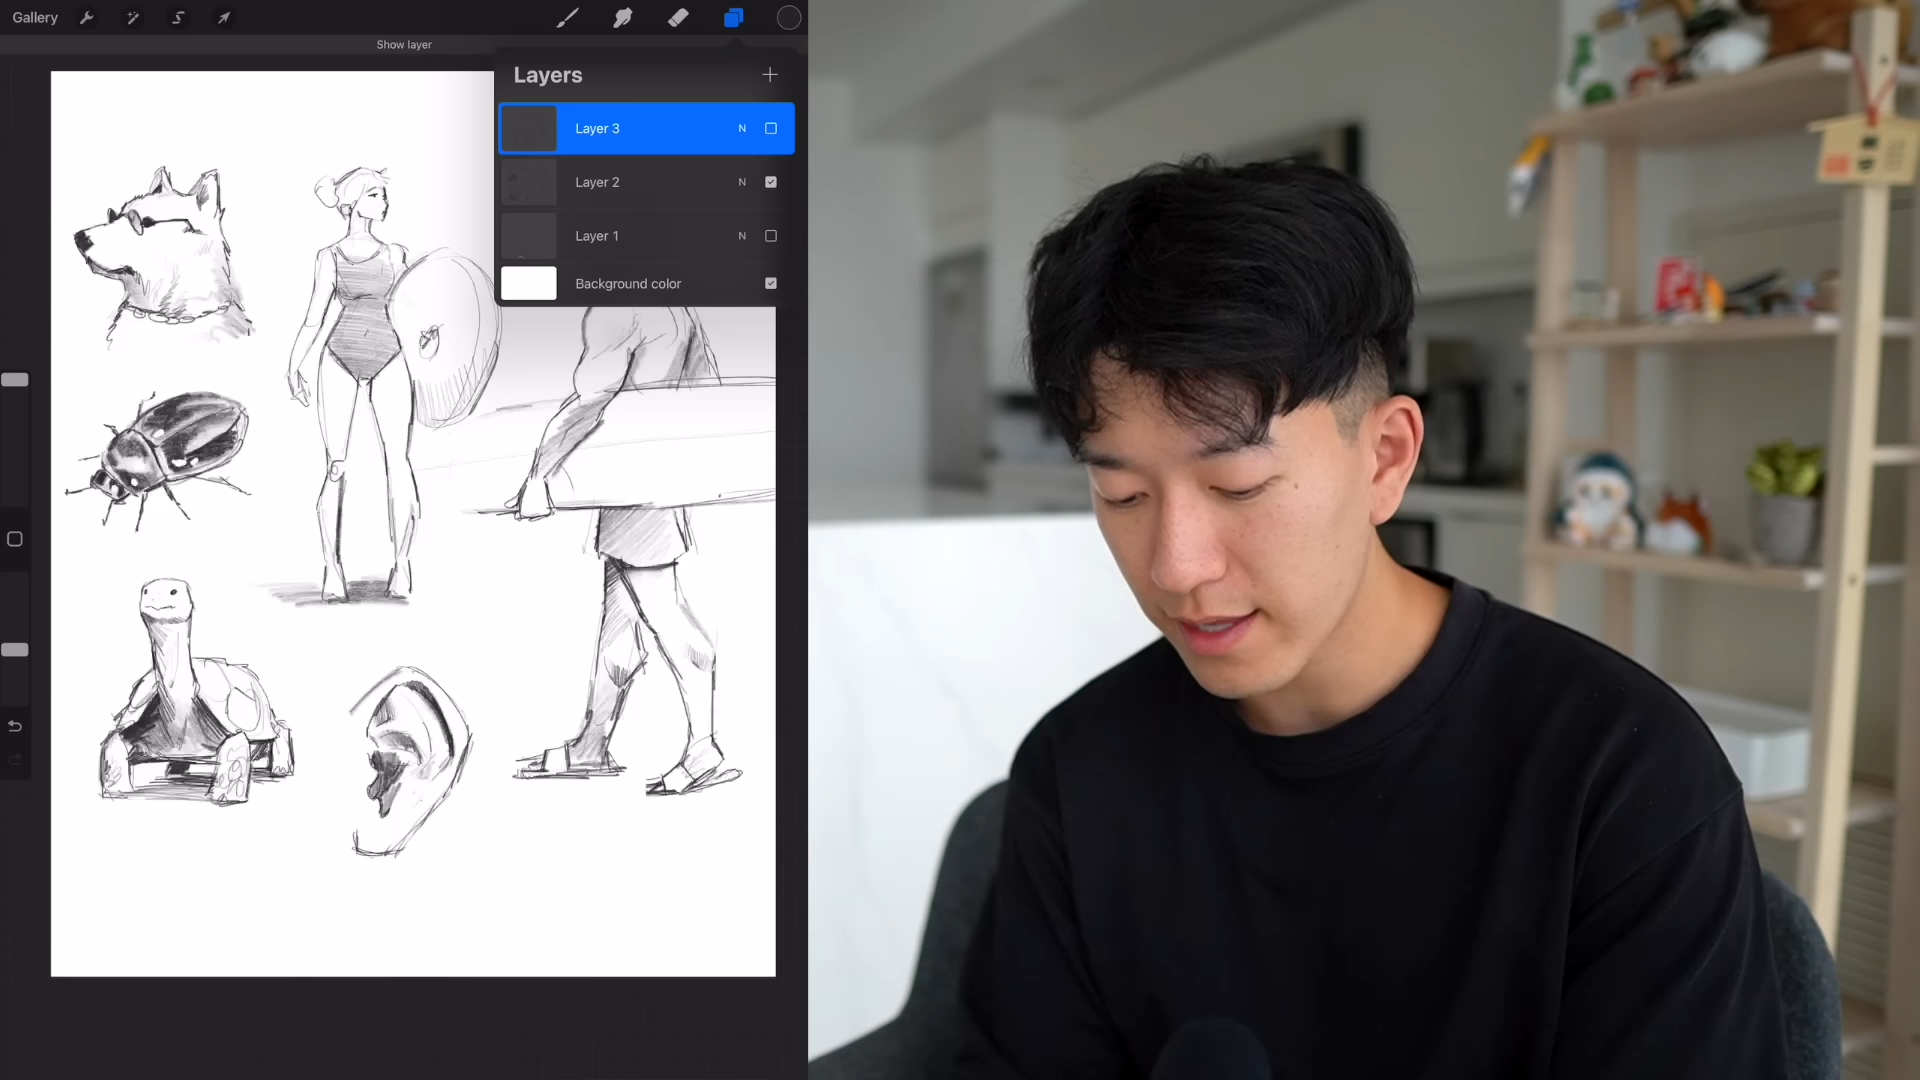 Gallery
Show layer
Layers
Layer 3 N
Layer 2 N
Layer 1 N
Background color